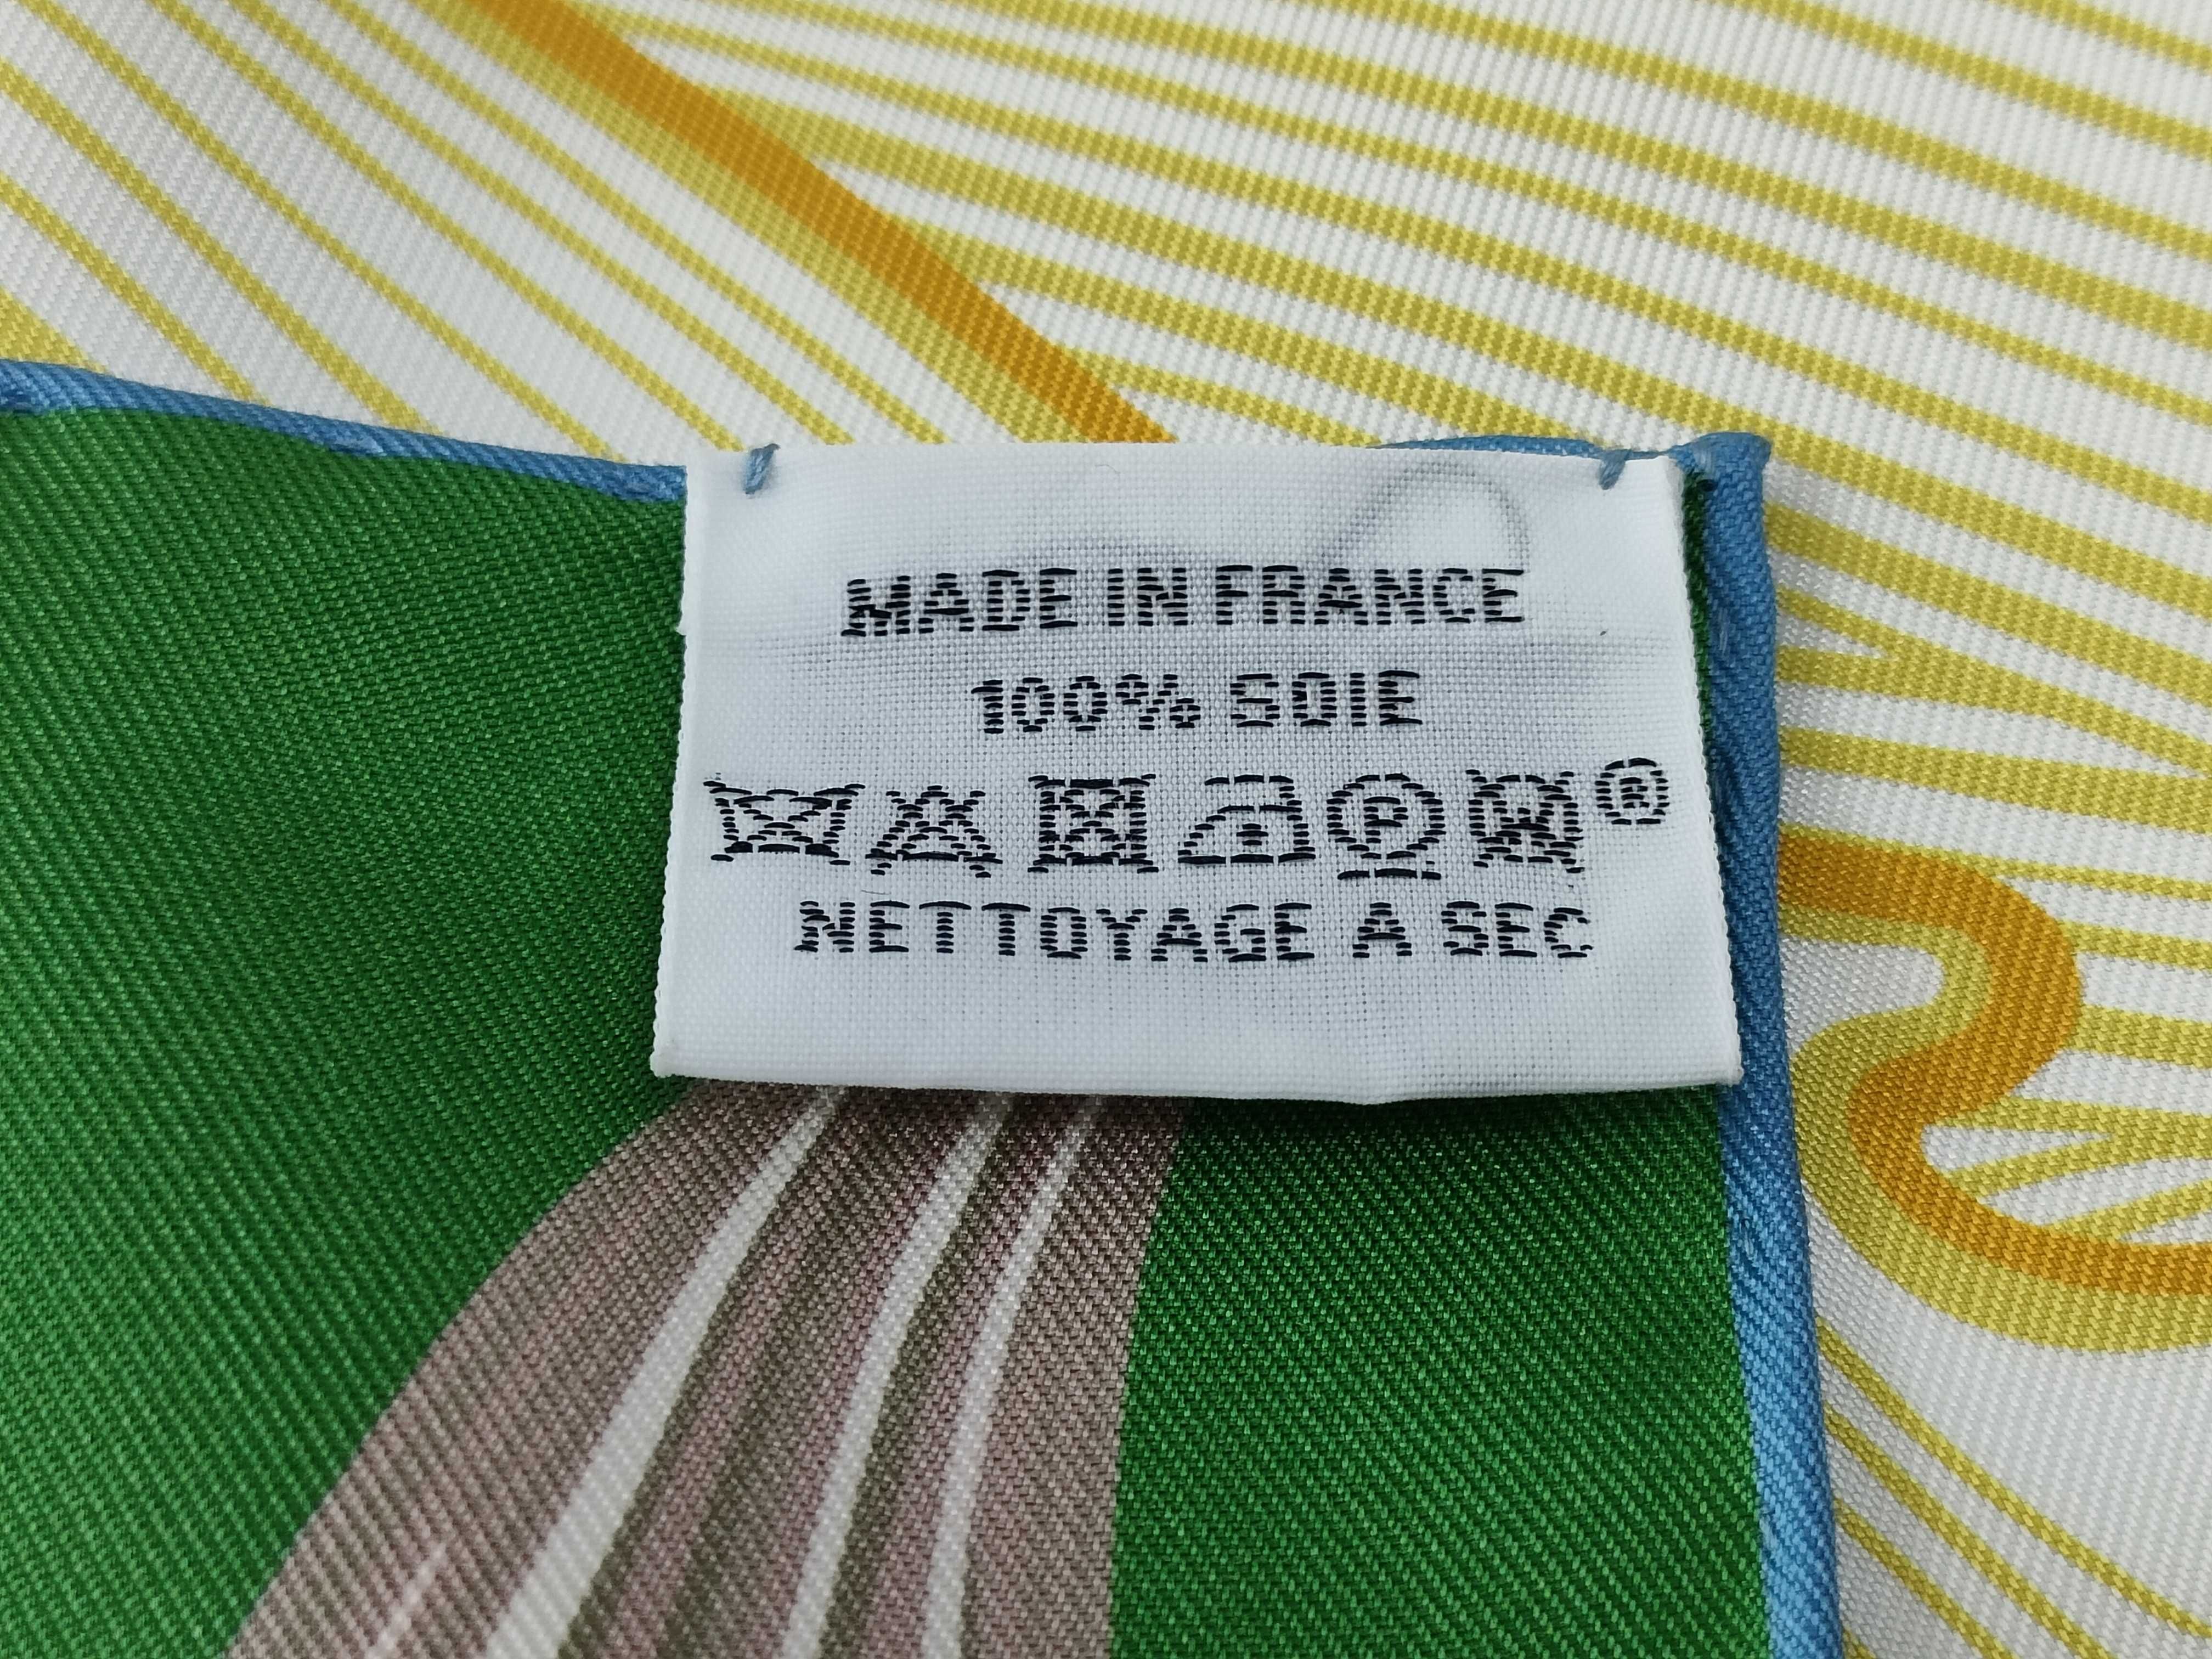 MADE IN FRANCE
100% SOIE
P W ®
NETTOYAGE A SEC